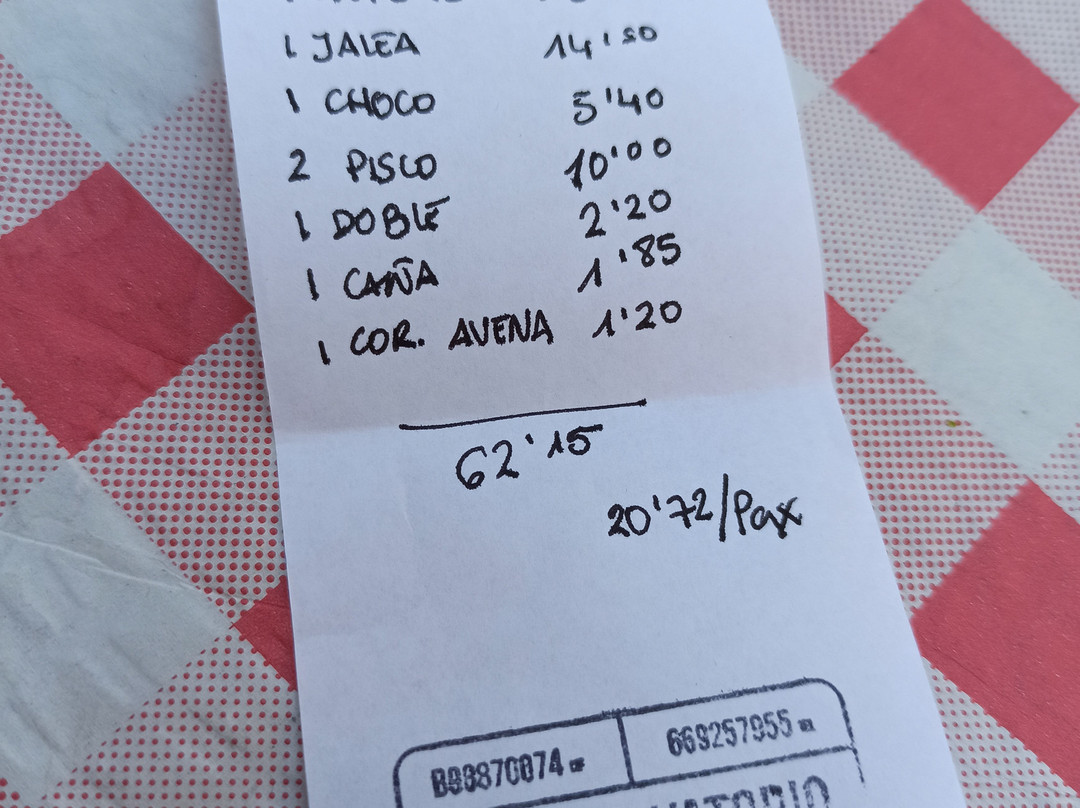 1 JALEA 14'50
1 CHOCO 5'40
2 PISCO 10'00
1 DOBLE 2'20
1 CAÑA 1'85
1 COR. AVENA 1'20
62'15
20'72/Pax
669257955